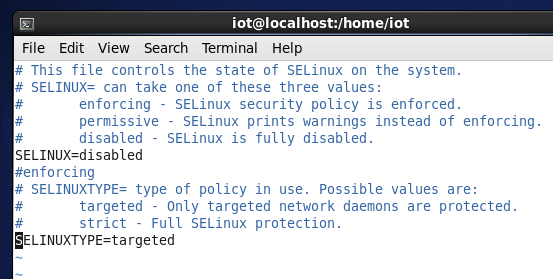 iot@localhost:/home/iot
File Edit View Search Terminal Help
# This file controls the state of SELinux on the system.
# SELINUX= can take one of these three values:
#       enforcing - SELinux security policy is enforced.
#       permissive - SELinux prints warnings instead of enforcing.
#       disabled - SELinux is fully disabled.
SELINUX=disabled
#enforcing
# SELINUXTYPE= type of policy in use. Possible values are:
#       targeted - Only targeted network daemons are protected.
#       strict - Full SELinux protection.
SELINUXTYPE=targeted
~
~